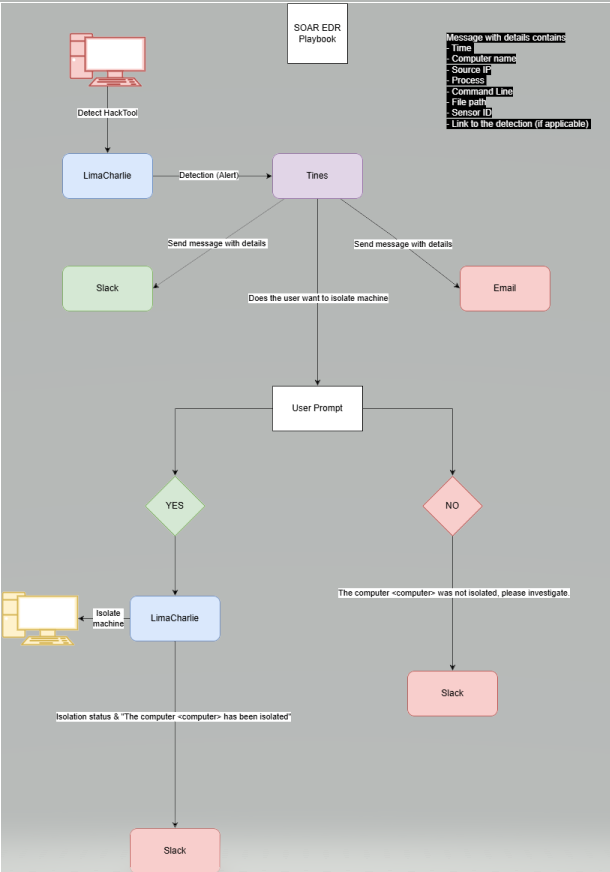 SOAR EDR
Playbook
Message with details contains
- Time
- Computer name
- Source IP
- Process
- Command Line
- File path
- Sensor ID
- Link to the detection (if applicable)
Detect HackTool
LimaCharlie
Detection (Alert)
Tines
Send message with details
Send message with details
Slack
Does the user want to isolate machine
Email
User Prompt
YES
NO
The computer <computer> was not isolated, please investigate.
Isolate
machine
LimaCharlie
Slack
Isolation status & "The computer <computer> has been isolated"
Slack